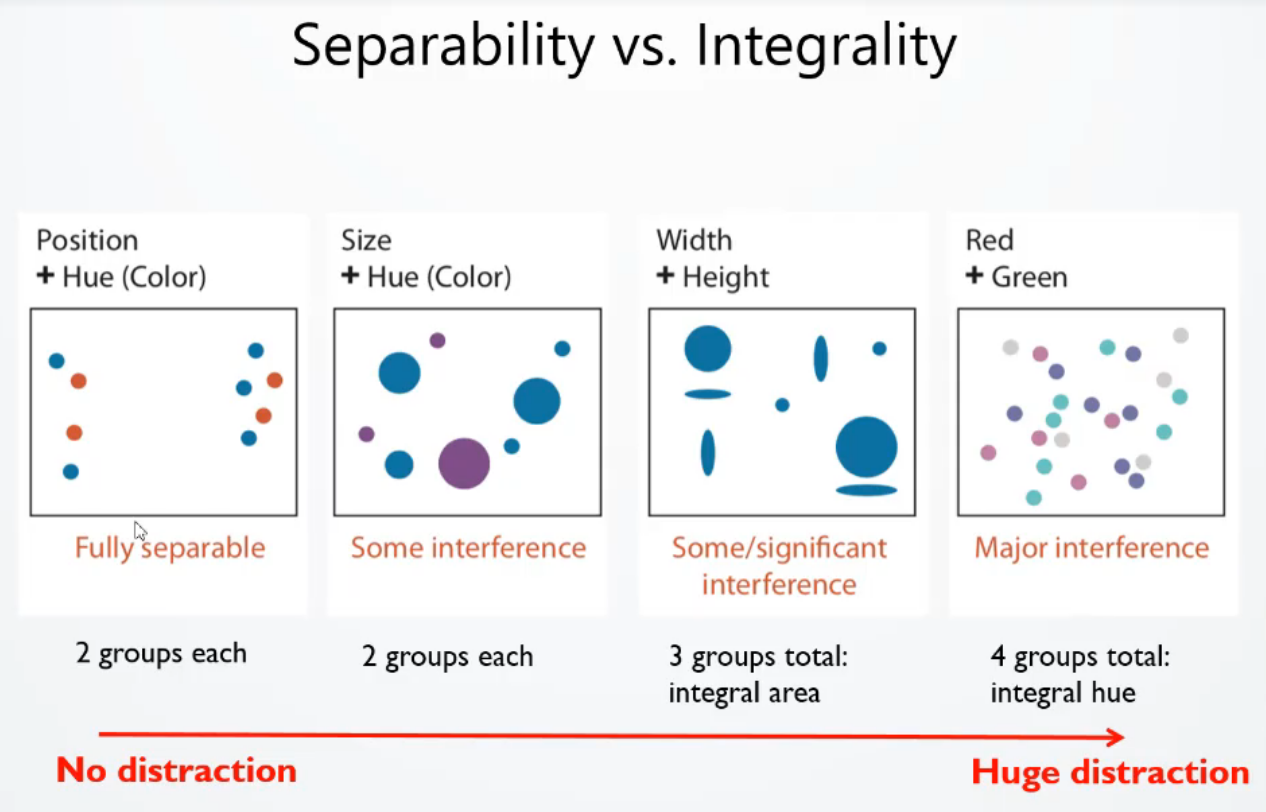 Separability vs. Integrality
Position
+ Hue (Color)
Fully separable
2 groups each
Size
+ Hue (Color)
Some interference
2 groups each
Width
+ Height
Some/significant
interference
3 groups total:
integral area
Red
+ Green
Major interference
4 groups total:
integral hue
No distraction
Huge distraction